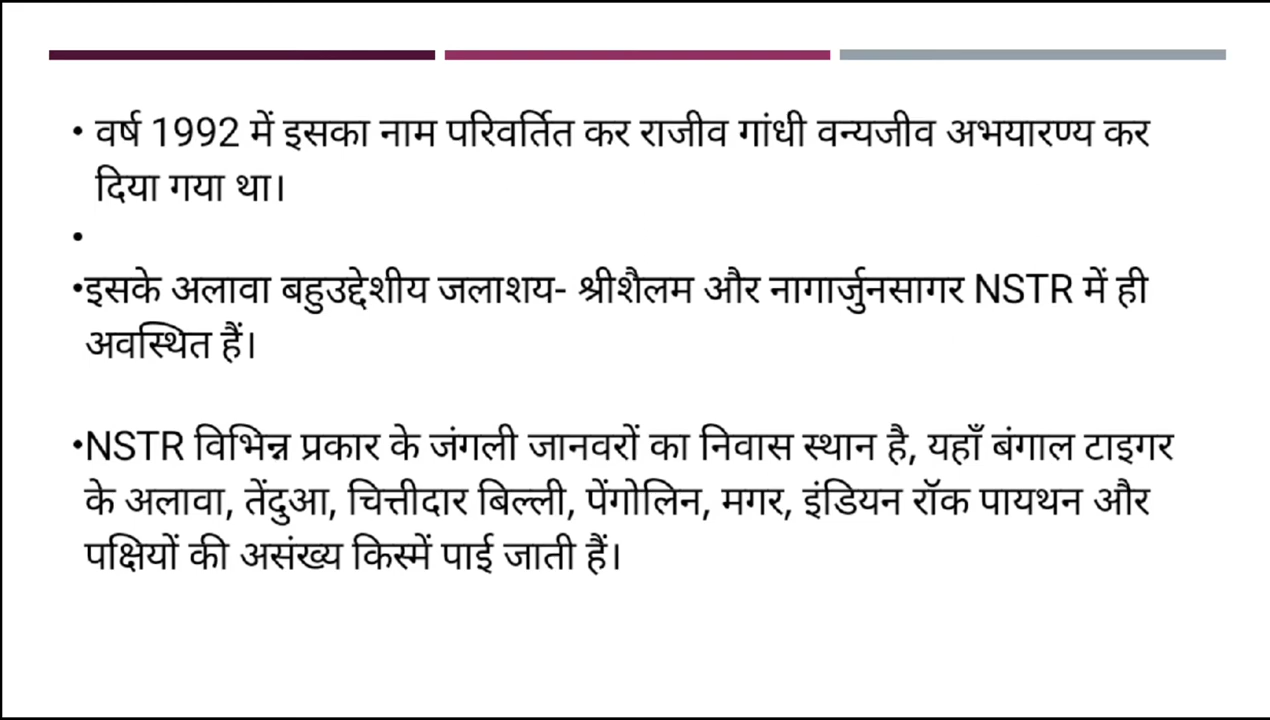 • वर्ष 1992 में इसका नाम परिवर्तित कर राजीव गांधी वन्यजीव अभयारण्य कर
दिया गया था।
•
•इसके अलावा बहुउद्देशीय जलाशय- श्रीशैलम और नागार्जुनसागर NSTR में ही
अवस्थित हैं।
•NSTR विभिन्न प्रकार के जंगली जानवरों का निवास स्थान है, यहाँ बंगाल टाइगर
के अलावा, तेंदुआ, चित्तीदार बिल्ली, पेंगोलिन, मगर, इंडियन रॉक पायथन और
पक्षियों की असंख्य किस्में पाई जाती हैं।